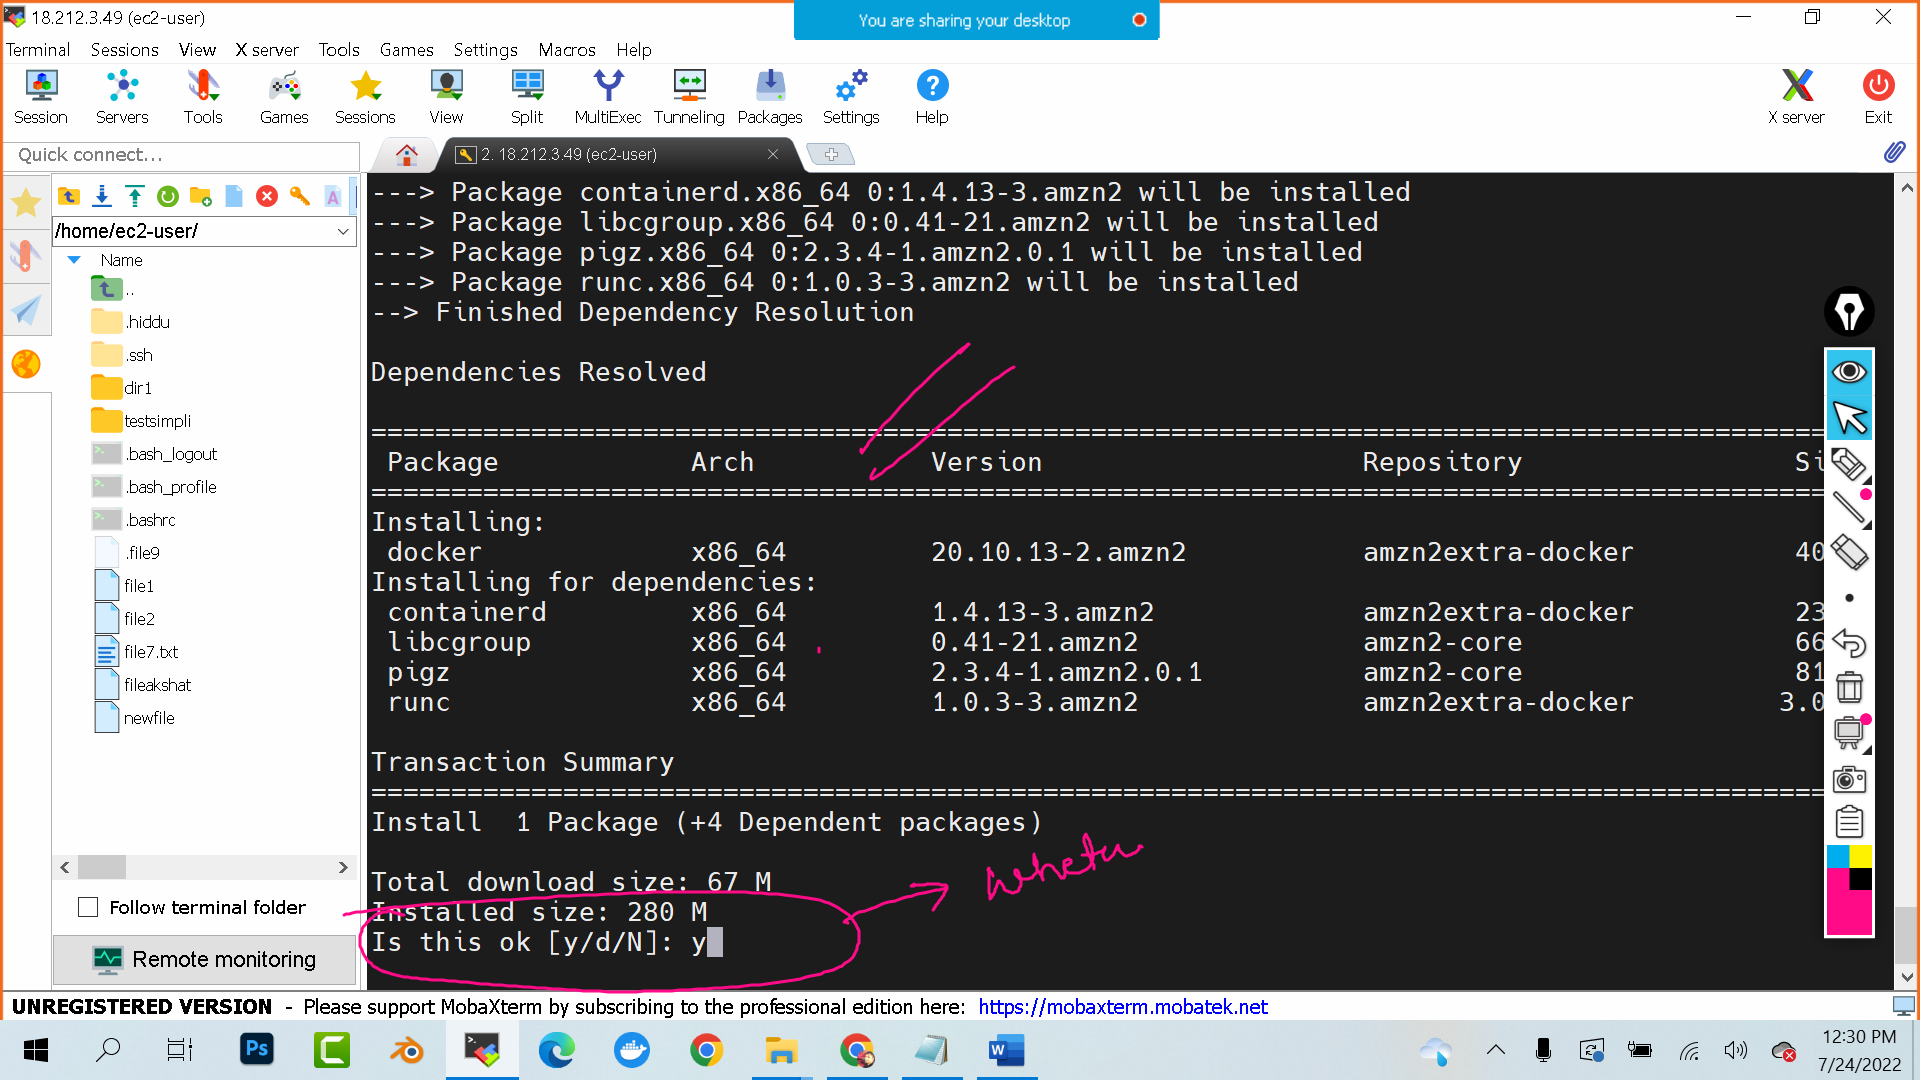 18.212.3.49 (ec2-user)
You are sharing your desktop
Terminal Sessions View X server Tools Games Settings Macros Help
Session Servers Tools Games Sessions View Split MultiExec Tunneling Packages Settings Help X server Exit
Quick connect...
2. 18.212.3.49 (ec2-user)
/home/ec2-user/
Name
..
.hiddu
.ssh
dir1
testsimpli
.bash_logout
.bash_profile
.bashrc
.file9
file1
file2
file7.txt
fileakshat
newfile
Follow terminal folder
Remote monitoring
---> Package containerd.x86_64 0:1.4.13-3.amzn2 will be installed
---> Package libcgroup.x86_64 0:0.41-21.amzn2 will be installed
---> Package pigz.x86_64 0:2.3.4-1.amzn2.0.1 will be installed
---> Package runc.x86_64 0:1.0.3-3.amzn2 will be installed
--> Finished Dependency Resolution
Dependencies Resolved
Package Arch Version Repository Si
Installing:
docker x86_64 20.10.13-2.amzn2 amzn2extra-docker 40
Installing for dependencies:
containerd x86_64 1.4.13-3.amzn2 amzn2extra-docker 23
libcgroup x86_64 0.41-21.amzn2 amzn2-core 66
pigz x86_64 2.3.4-1.amzn2.0.1 amzn2-core 81
runc x86_64 1.0.3-3.amzn2 amzn2extra-docker 3.0
Transaction Summary
Install 1 Package (+4 Dependent packages)
Total download size: 67 M
Installed size: 280 M
Is this ok [y/d/N]: y
UNREGISTERED VERSION - Please support MobaXterm by subscribing to the professional edition here: https://mobaxterm.mobatek.net
12:30 PM
7/24/2022